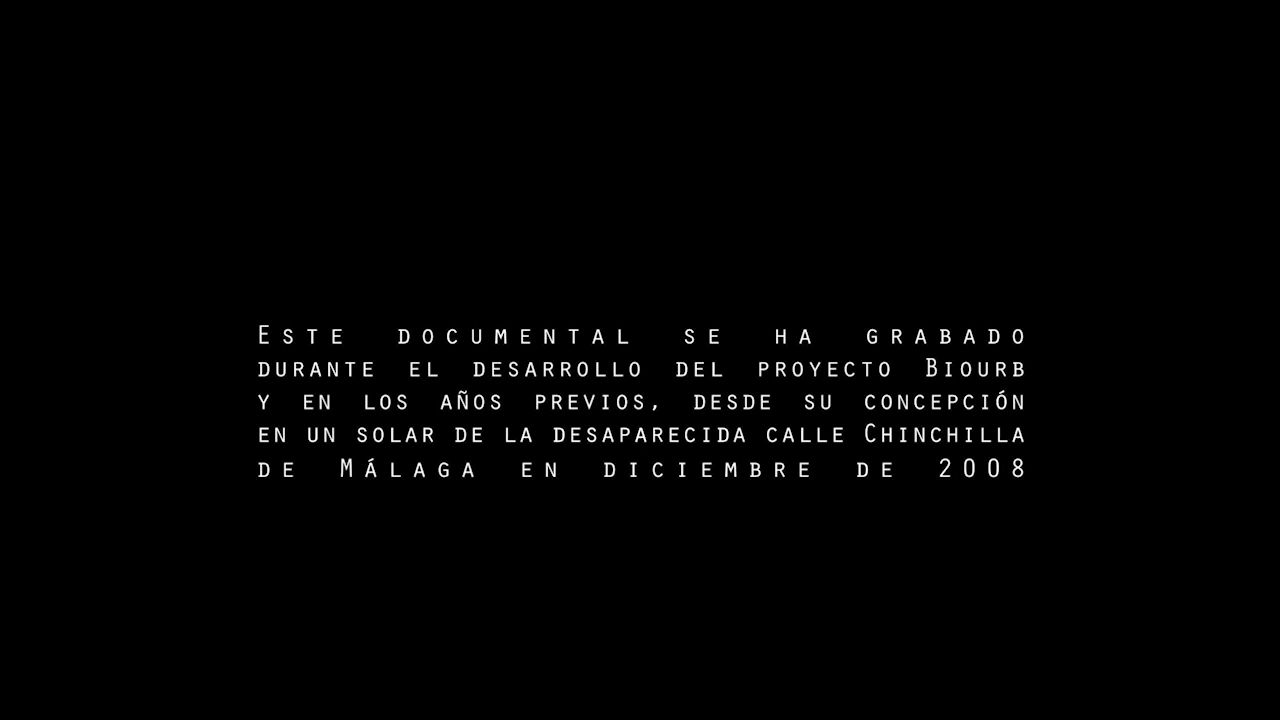 Este documental se ha grabado
durante el desarrollo del proyecto Biourb
y en los años previos, desde su concepción
en un solar de la desaparecida calle Chinchilla
de Málaga en diciembre de 2008